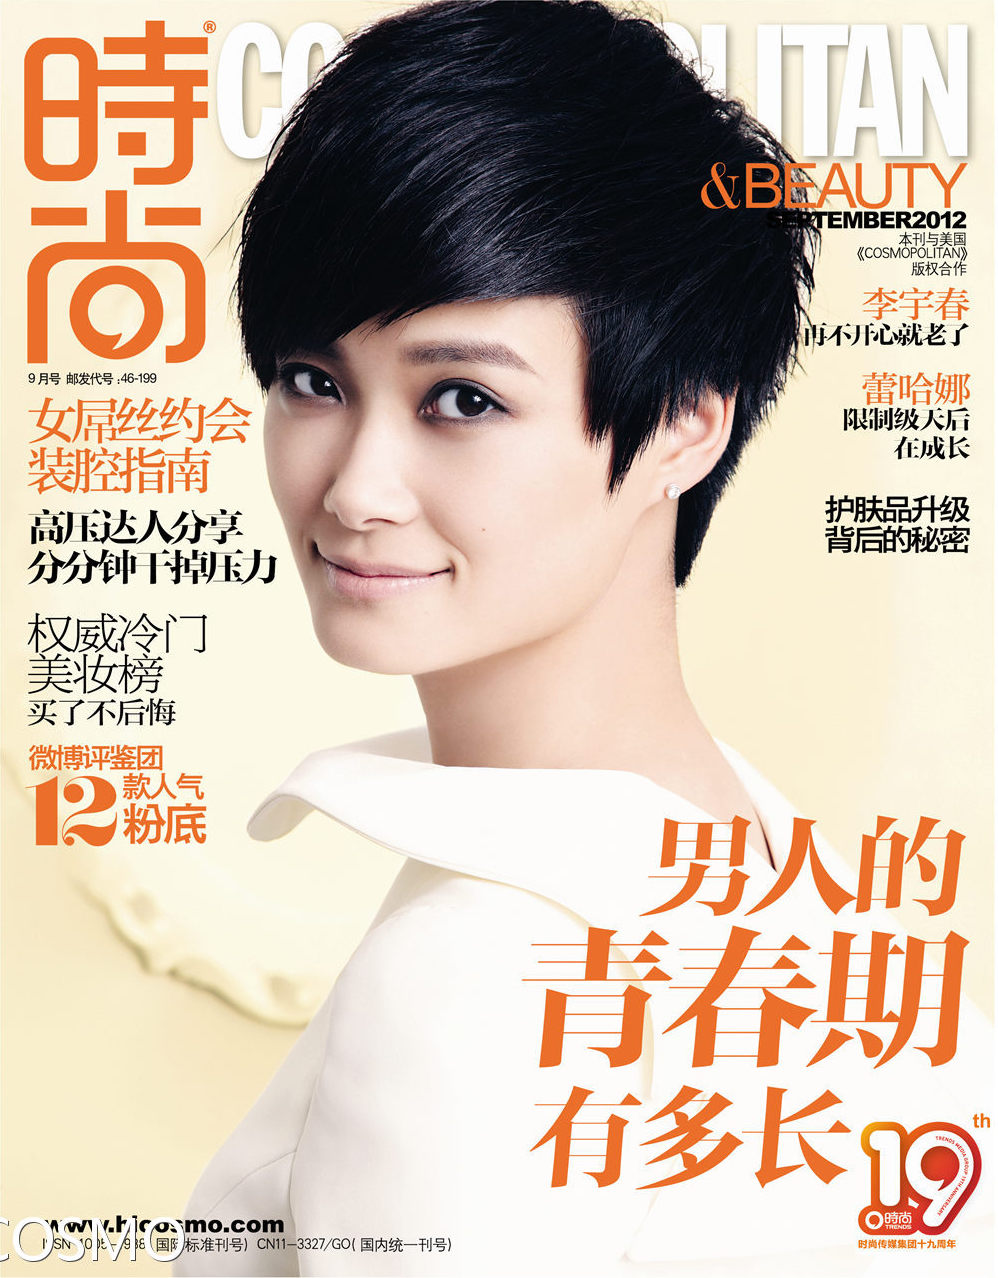 時尚®
COSMOPOLITAN
&BEAUTY
SEPTEMBER2012
本刊与美国
《COSMOPOLITAN》
版权合作
9月号 邮发代号:46-199
女屌丝约会
装腔指南
高压达人分享
分分钟干掉压力
权威冷门
美妆榜
买了不后悔
微博评鉴团
12款人气
粉底
李宇春
再不开心就老了
蕾哈娜
限制级天后
在成长
护肤品升级
背后的秘密
男人的
青春期
有多长
19th
TRENDS MEDIA GROUP 19TH ANNIVERSARY
時尚
TRENDS
时尚传媒集团十九周年
www.hicosmo.com
(国际标准刊号) CN11-3327/GO(国内统一刊号)
COSMO